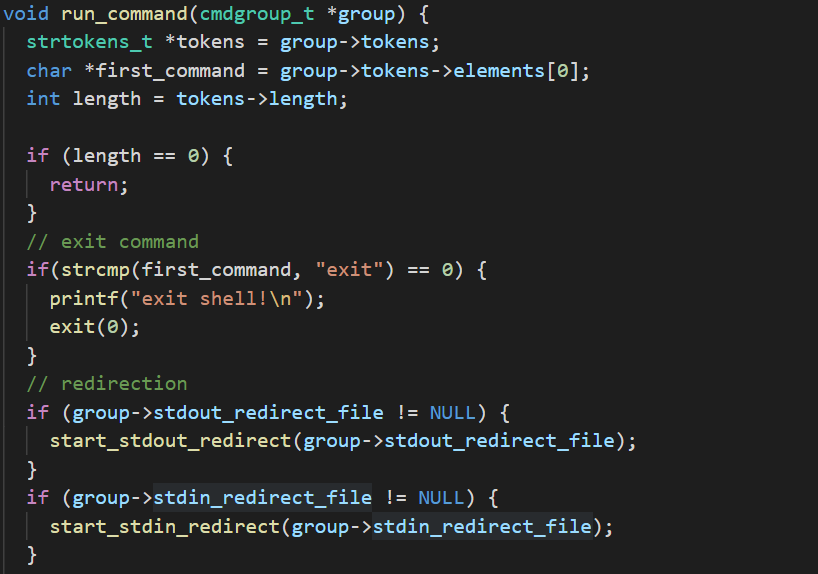 void run_command(cmdgroup_t *group) {
  strtokens_t *tokens = group->tokens;
  char *first_command = group->tokens->elements[0];
  int length = tokens->length;

  if (length == 0) {
    return;
  }
  // exit command
  if(strcmp(first_command, "exit") == 0) {
    printf("exit shell!\n");
    exit(0);
  }
  // redirection
  if (group->stdout_redirect_file != NULL) {
    start_stdout_redirect(group->stdout_redirect_file);
  }
  if (group->stdin_redirect_file != NULL) {
    start_stdin_redirect(group->stdin_redirect_file);
  }